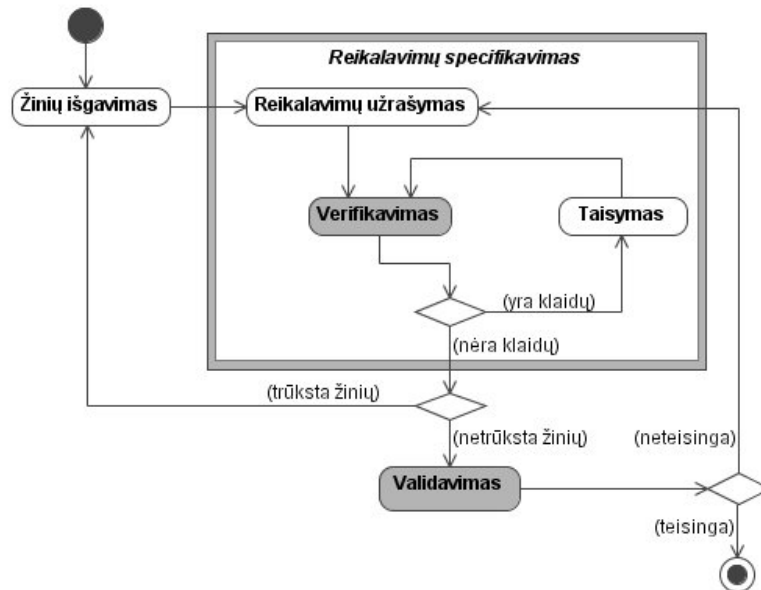 Reikalavimų specifikavimas
Žinių išgavimas
Reikalavimų užrašymas
Verifikavimas
Taisymas
(yra klaidų)
(nėra klaidų)
(trūksta žinių)
(netrūksta žinių)
(neteisinga)
Validavimas
(teisinga)